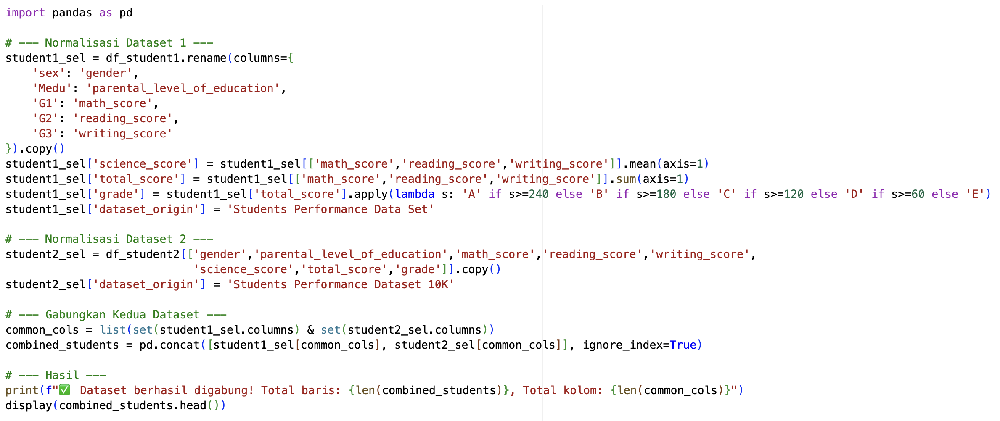 import pandas as pd

# --- Normalisasi Dataset 1 ---
student1_sel = df_student1.rename(columns={
    'sex': 'gender',
    'Medu': 'parental_level_of_education',
    'G1': 'math_score',
    'G2': 'reading_score',
    'G3': 'writing_score'
}).copy()
student1_sel['science_score'] = student1_sel[['math_score','reading_score','writing_score']].mean(axis=1)
student1_sel['total_score'] = student1_sel[['math_score','reading_score','writing_score']].sum(axis=1)
student1_sel['grade'] = student1_sel['total_score'].apply(lambda s: 'A' if s>=240 else 'B' if s>=180 else 'C' if s>=120 else 'D' if s>=60 else 'E')
student1_sel['dataset_origin'] = 'Students Performance Data Set'

# --- Normalisasi Dataset 2 ---
student2_sel = df_student2[['gender','parental_level_of_education','math_score','reading_score','writing_score',
                            'science_score','total_score','grade']].copy()
student2_sel['dataset_origin'] = 'Students Performance Dataset 10K'

# --- Gabungkan Kedua Dataset ---
common_cols = list(set(student1_sel.columns) & set(student2_sel.columns))
combined_students = pd.concat([student1_sel[common_cols], student2_sel[common_cols]], ignore_index=True)

# --- Hasil ---
print(f"✅ Dataset berhasil digabung! Total baris: {len(combined_students)}, Total kolom: {len(common_cols)}")
display(combined_students.head())